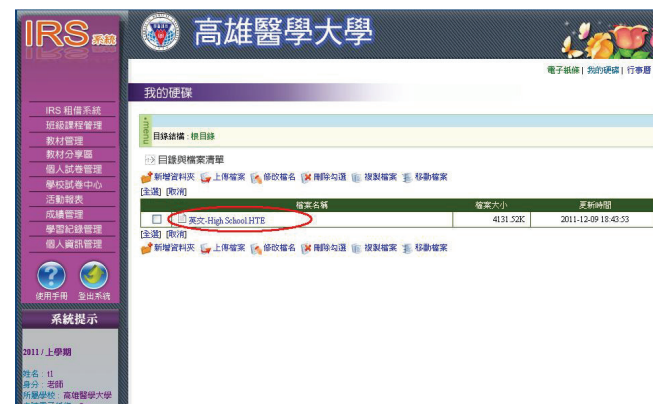 IRS 系統
高雄醫學大學
電子紙條 | 我的硬碟 | 行事曆
我的硬碟
IRS 租借系統
班級課程管理
教材管理
教材分享區
個人試卷管理
學校試卷中心
活動報表
成績管理
學習紀錄管理
個人資訊管理
使用手冊 登出系統
系統提示
2011 / 上學期
姓名 : t1
身分 : 老師
所屬學校 : 高雄醫學大學
menu
目錄結構 : 根目錄
目錄與檔案清單
新增資料夾 上傳檔案 修改檔名 刪除勾選 複製檔案 移動檔案
[全選] [取消]
檔案名稱 檔案大小 更新時間
英文-High School.HTE 4131.52K 2011-12-09 18:43:53
[全選] [取消]
新增資料夾 上傳檔案 修改檔名 刪除勾選 複製檔案 移動檔案